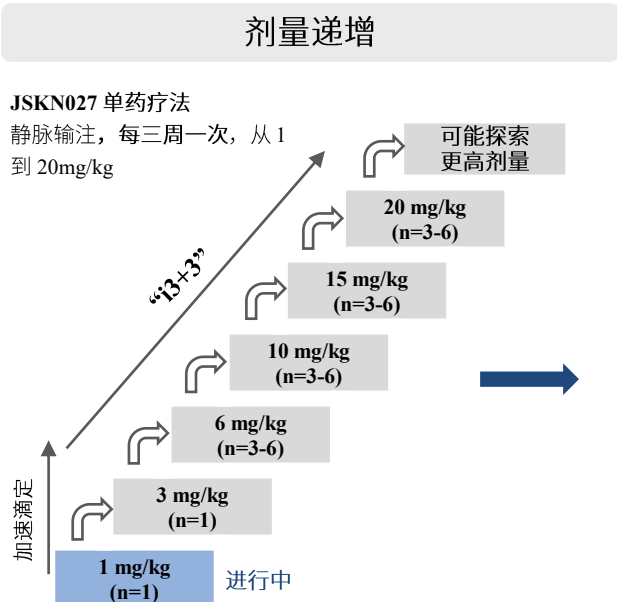 剂量递增
JSKN027 单药疗法
静脉输注，每三周一次，从 1
到 20mg/kg
可能探索
更高剂量
20 mg/kg
(n=3-6)
15 mg/kg
(n=3-6)
“i3+3”
10 mg/kg
(n=3-6)
6 mg/kg
(n=3-6)
加速滴定
3 mg/kg
(n=1)
1 mg/kg
(n=1)
进行中